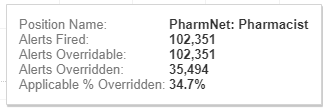 Position Name: PharmNet: Pharmacist
Alerts Fired: 102,351
Alerts Overridable: 102,351
Alerts Overridden: 35,494
Applicable % Overridden: 34.7%